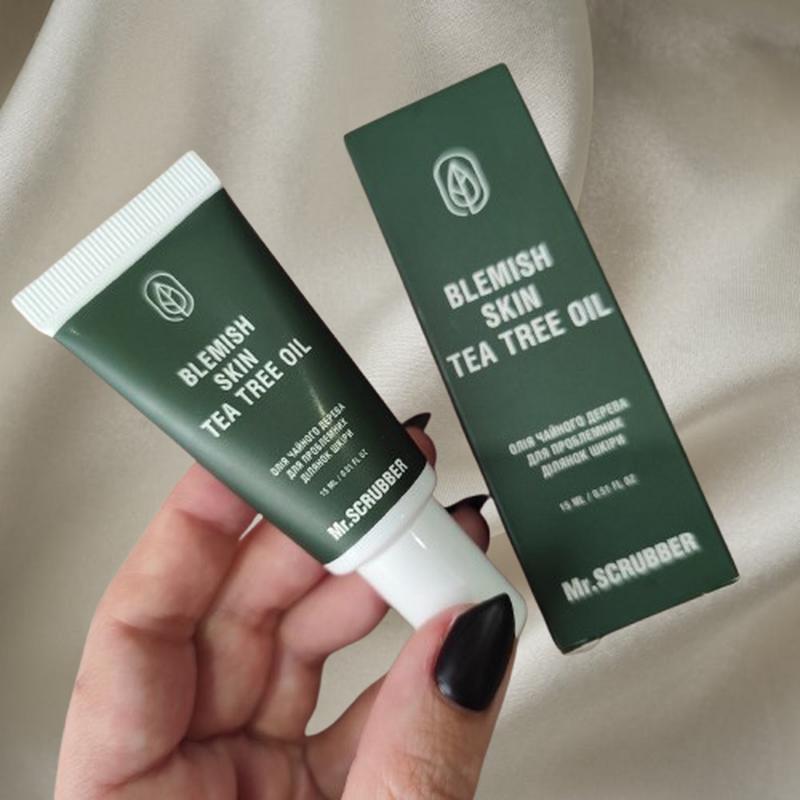 BLEMISH
SKIN
TEA TREE OIL
ОЛІЯ ЧАЙНОГО ДЕРЕВА
ДЛЯ ПРОБЛЕМНИХ
ДІЛЯНОК ШКІРИ
15 ML / 0.51 FL OZ
Mr.SCRUBBER
BLEMISH
SKIN
TEA TREE OIL
ОЛІЯ ЧАЙНОГО ДЕРЕВА
ДЛЯ ПРОБЛЕМНИХ
ДІЛЯНОК ШКІРИ
15 ML / 0.51 FL OZ
Mr.SCRUBBER